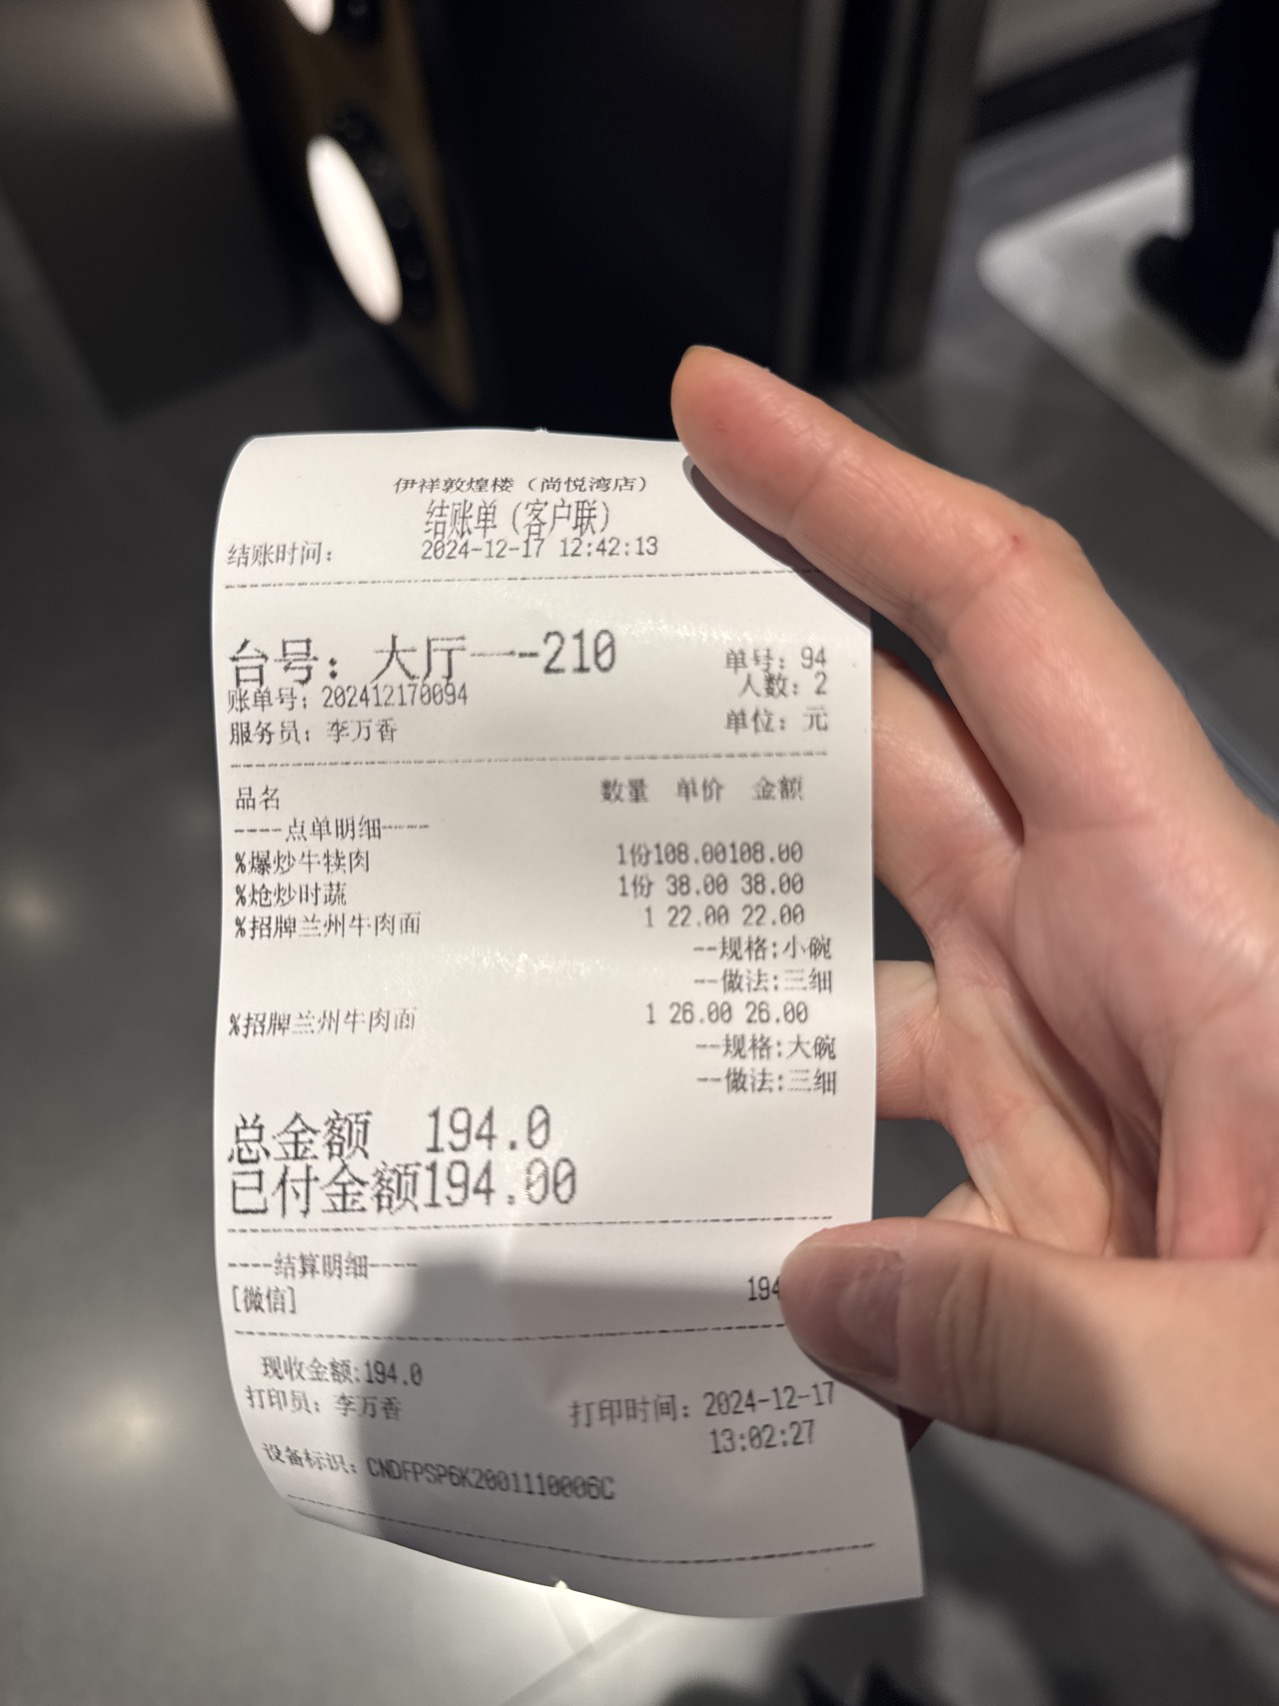 伊祥敦煌楼（尚悦湾店）
结账单（客户联）
结账时间： 2024-12-17 12:42:13
台号：大厅一-210
单号：94
账单号：202412170094
人数：2
服务员：李万香
单位：元
品名 数量 单价 金额
----点单明细----
%爆炒牛犊肉 1份108.00108.00
%炝炒时蔬 1份 38.00 38.00
%招牌兰州牛肉面 1 22.00 22.00
--规格:小碗
--做法:三细
%招牌兰州牛肉面 1 26.00 26.00
--规格:大碗
--做法:三细
总金额 194.0
已付金额194.00
----结算明细----
[微信] 194
现收金额:194.0
打印员：李万香 打印时间：2024-12-17
13:02:27
设备标识：CNDFPSP6K2001110006C